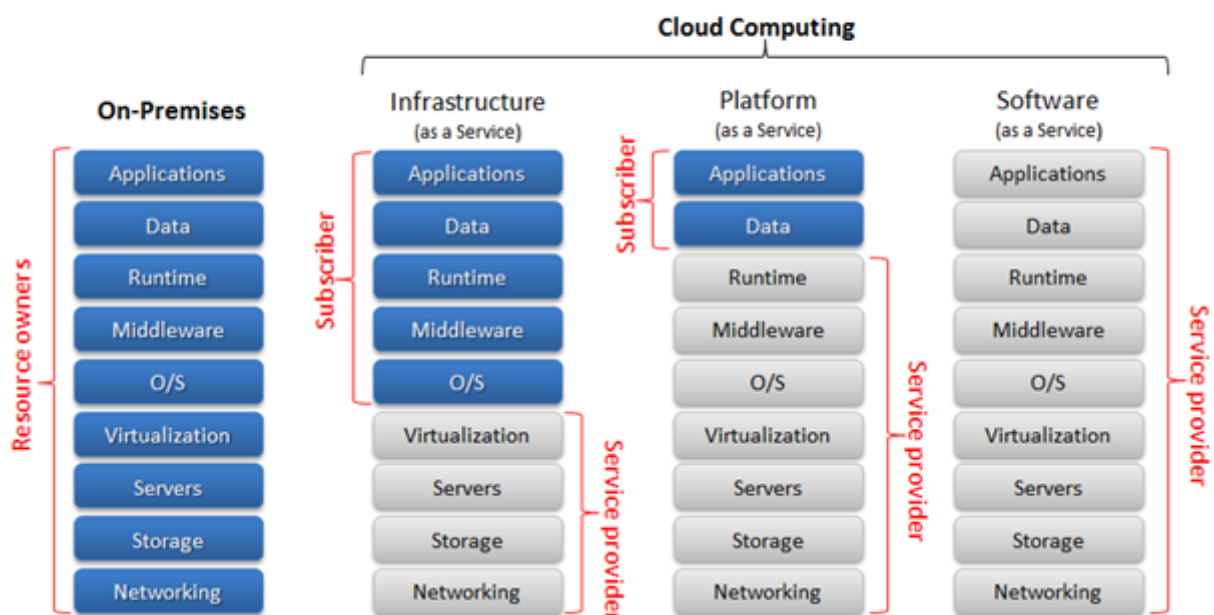 Cloud Computing
On-Premises
Infrastructure
(as a Service)
Platform
(as a Service)
Software
(as a Service)
Resource owners
Applications
Data
Runtime
Middleware
O/S
Virtualization
Servers
Storage
Networking
Subscriber
Applications
Data
Runtime
Middleware
O/S
Virtualization
Servers
Storage
Networking
Service provider
Subscriber
Applications
Data
Runtime
Middleware
O/S
Virtualization
Servers
Storage
Networking
Service provider
Applications
Data
Runtime
Middleware
O/S
Virtualization
Servers
Storage
Networking
Service provider